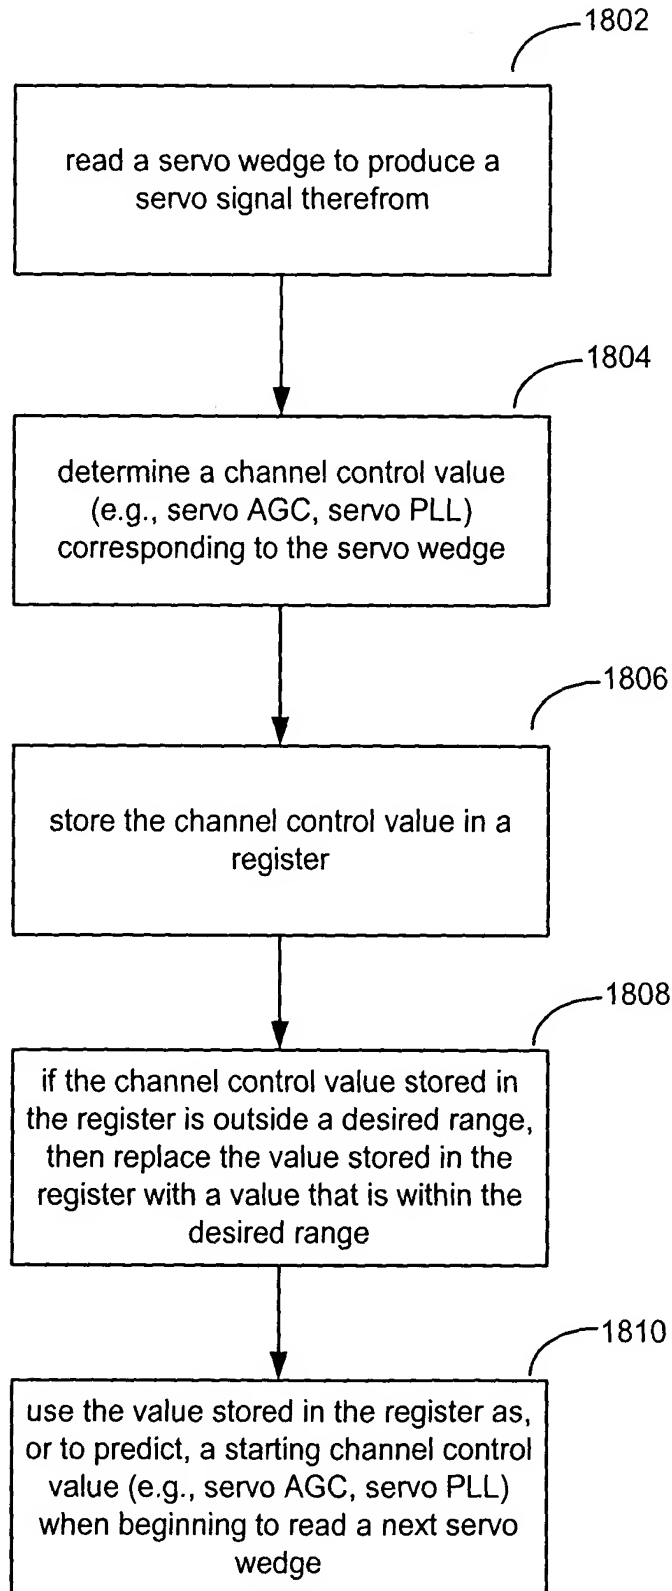 1802
read a servo wedge to produce a
servo signal therefrom
1804
determine a channel control value
(e.g., servo AGC, servo PLL)
corresponding to the servo wedge
1806
store the channel control value in a
register
1808
if the channel control value stored in
the register is outside a desired range,
then replace the value stored in the
register with a value that is within the
desired range
1810
use the value stored in the register as,
or to predict, a starting channel control
value (e.g., servo AGC, servo PLL)
when beginning to read a next servo
wedge